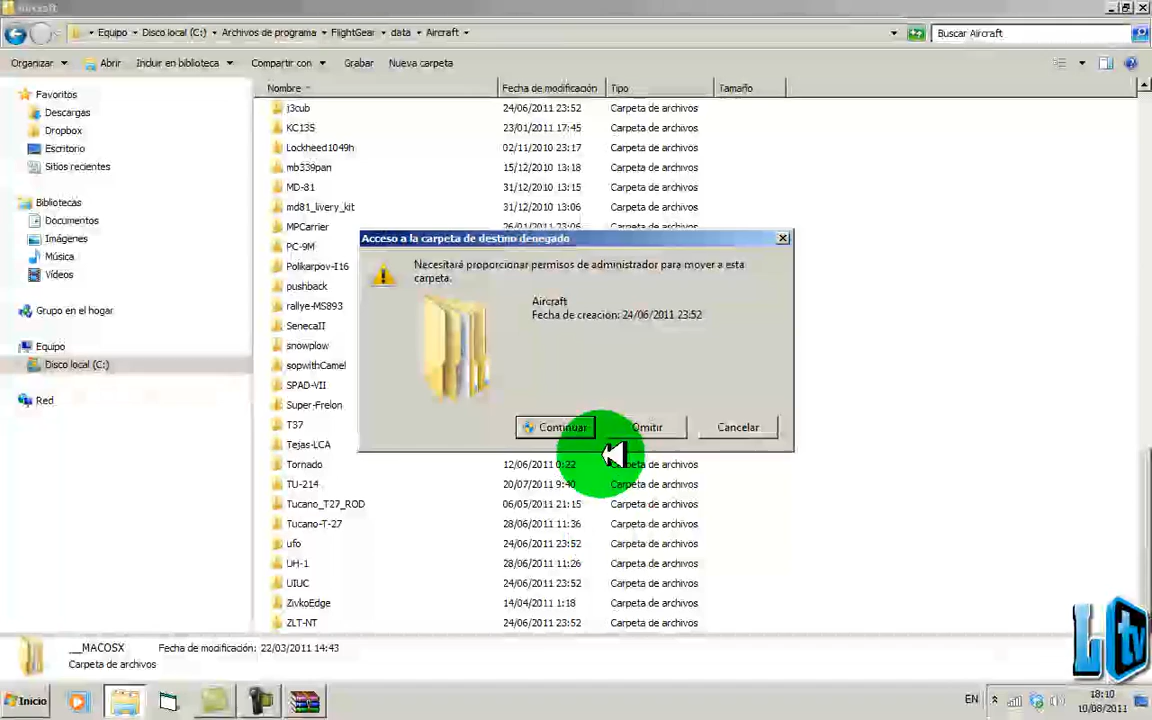 Aircraft
Equipo
Disco local (C:)
Archivos de programa
FlightGear
data
Aircraft
Buscar Aircraft
Organizar
Abrir
Incluir en biblioteca
Compartir con
Grabar
Nueva carpeta
Favoritos
Descargas
Dropbox
Escritorio
Sitios recientes
Bibliotecas
Documentos
Imágenes
Música
Vídeos
Grupo en el hogar
Equipo
Disco local (C:)
Red
Nombre Fecha de modificación Tipo Tamaño
j3cub 24/06/2011 23:52 Carpeta de archivos
KC135 23/01/2011 17:45 Carpeta de archivos
Lockheed1049h 02/11/2010 23:17 Carpeta de archivos
mb339pan 15/12/2010 13:18 Carpeta de archivos
MD-81 31/12/2010 13:15 Carpeta de archivos
md81_livery_kit 31/12/2010 13:06 Carpeta de archivos
MPCarrier 26/01/2011 23:06 Carpeta de archivos
PC-9M
Polikarpov-I16
pushback
rallye-MS893
SenecaII
snowplow
sopwithCamel
SPAD-VII
Super-Frelon
T37
Tejas-LCA
Tornado 12/06/2011 0:22 Carpeta de archivos
TU-214 20/07/2011 9:40 Carpeta de archivos
Tucano_T27_ROD 06/05/2011 21:15 Carpeta de archivos
Tucano-T-27 28/06/2011 11:36 Carpeta de archivos
ufo 24/06/2011 23:52 Carpeta de archivos
UH-1 28/06/2011 11:26 Carpeta de archivos
UIUC 24/06/2011 23:52 Carpeta de archivos
ZivkoEdge 14/04/2011 1:18 Carpeta de archivos
ZLT-NT 24/06/2011 23:52 Carpeta de archivos
Acceso a la carpeta de destino denegado
Necesitará proporcionar permisos de administrador para mover a esta
carpeta.
Aircraft
Fecha de creación: 24/06/2011 23:52
Continuar
Omitir
Cancelar
__MACOSX Fecha de modificación: 22/03/2011 14:43
Carpeta de archivos
Inicio
EN
18:10
10/08/2011
L
tv